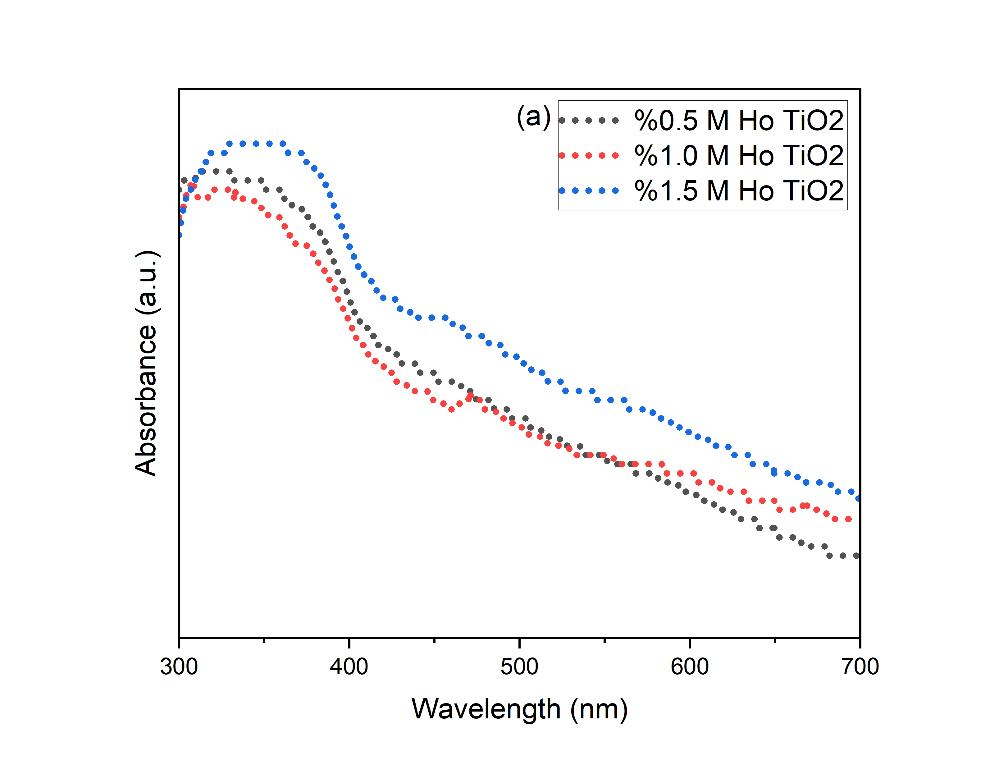 (a)
%0.5 M Ho TiO2
%1.0 M Ho TiO2
%1.5 M Ho TiO2
Absorbance (a.u.)
300 400 500 600 700
Wavelength (nm)